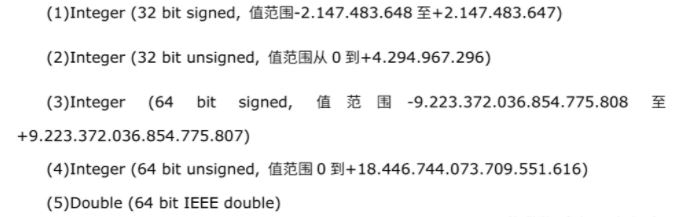 (1)Integer (32 bit signed, 值范围-2.147.483.648 至+2.147.483.647)
(2)Integer (32 bit unsigned, 值范围从 0 到+4.294.967.296)
(3)Integer (64 bit signed, 值范围 -9.223.372.036.854.775.808 至
+9.223.372.036.854.775.807)
(4)Integer (64 bit unsigned, 值范围 0 到+18.446.744.073.709.551.616)
(5)Double (64 bit IEEE double)